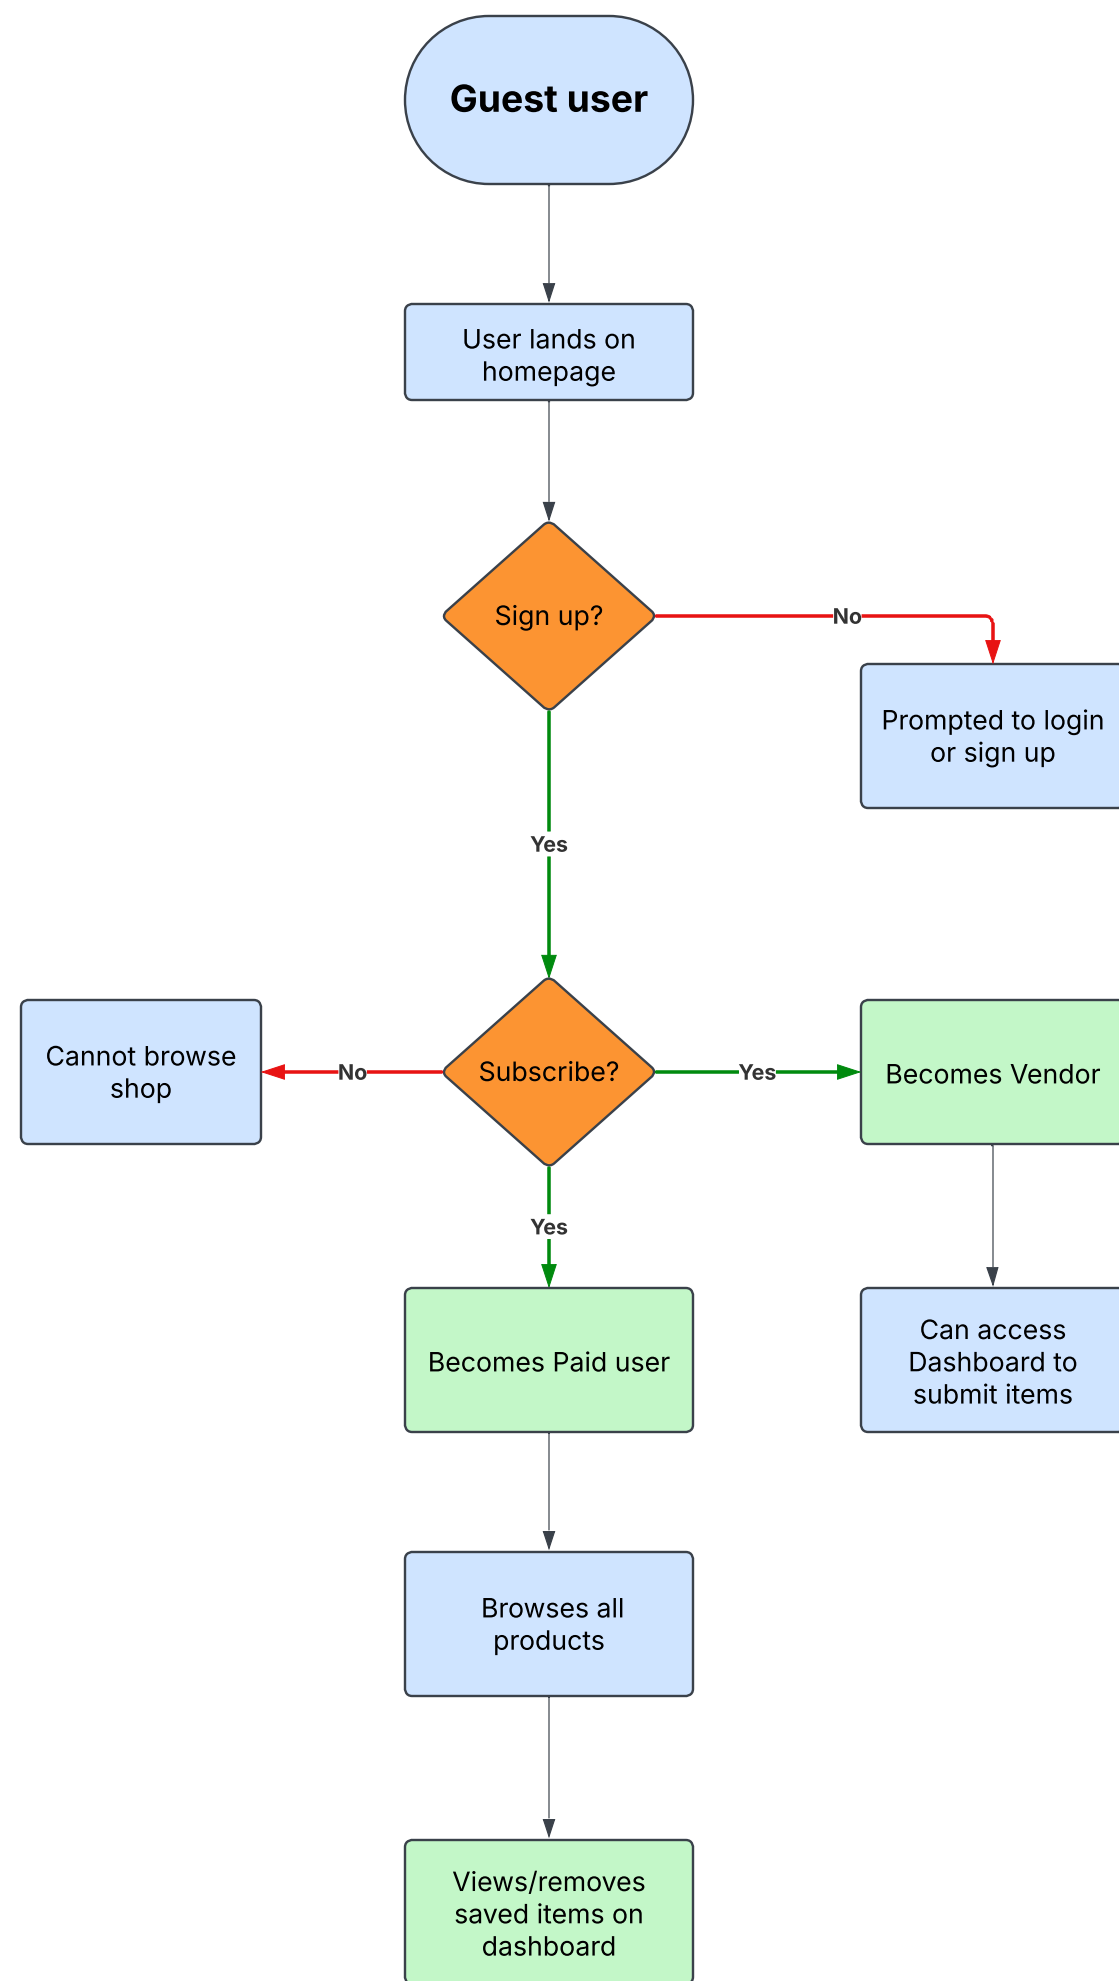 Guest user
User lands on
homepage
Sign up?
No
Prompted to login
or sign up
Yes
Cannot browse
shop
No
Subscribe?
Yes
Becomes Vendor
Yes
Becomes Paid user
Can access
Dashboard to
submit items
Browses all
products
Views/removes
saved items on
dashboard